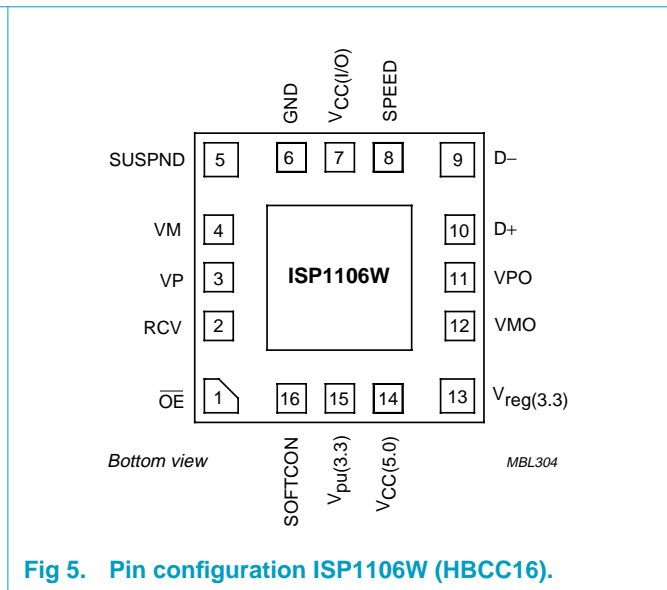 GND
VCC(I/O)
SPEED
SUSPND 5 6 7 8 9 D−
VM 4 10 D+
VP 3 ISP1106W 11 VPO
RCV 2 12 VMO
OE 1 16 15 14 13 Vreg(3.3)
SOFTCON
Vpu(3.3)
VCC(5.0)
Bottom view
MBL304
Fig 5. Pin configuration ISP1106W (HBCC16).